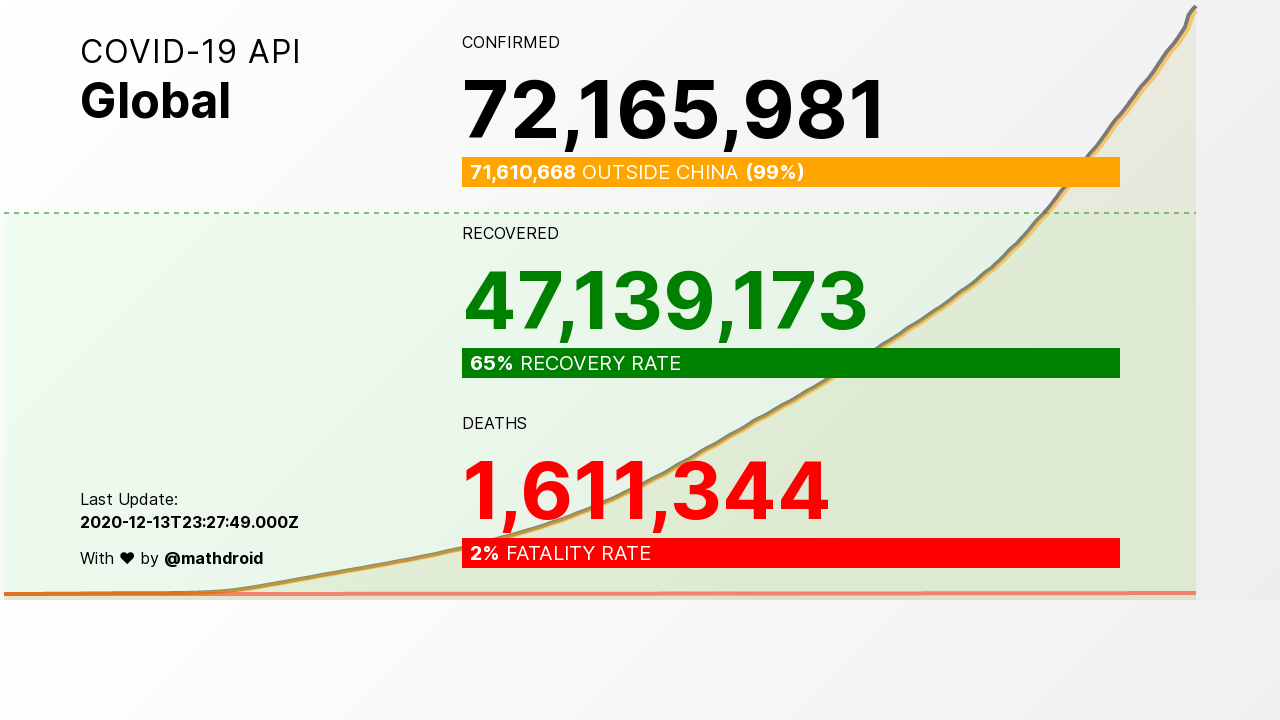 COVID-19 API
Global
CONFIRMED
72,165,981
71,610,668 OUTSIDE CHINA (99%)
RECOVERED
47,139,173
65% RECOVERY RATE
DEATHS
1,611,344
2% FATALITY RATE
Last Update:
2020-12-13T23:27:49.000Z
With ♥ by @mathdroid